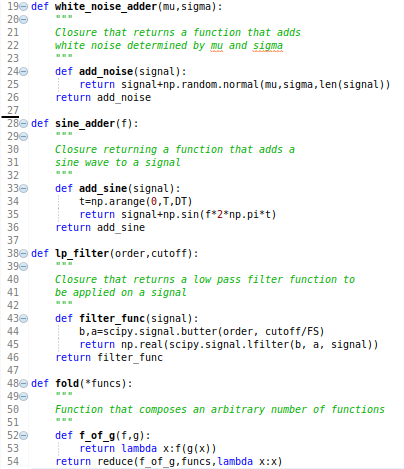 19 def white_noise_adder(mu,sigma):
20     """
21     Closure that returns a function that adds
22     white noise determined by mu and sigma
23     """
24     def add_noise(signal):
25         return signal+np.random.normal(mu,sigma,len(signal))
26     return add_noise
27
28 def sine_adder(f):
29     """
30     Closure returning a function that adds a
31     sine wave to a signal
32     """
33     def add_sine(signal):
34         t=np.arange(0,T,DT)
35         return signal+np.sin(f*2*np.pi*t)
36     return add_sine
37
38 def lp_filter(order,cutoff):
39     """
40     Closure that returns a low pass filter function to
41     be applied on a signal
42     """
43     def filter_func(signal):
44         b,a=scipy.signal.butter(order, cutoff/FS)
45         return np.real(scipy.signal.lfilter(b, a, signal))
46     return filter_func
47
48 def fold(*funcs):
49     """
50     Function that composes an arbitrary number of functions
51     """
52     def f_of_g(f,g):
53         return lambda x:f(g(x))
54     return reduce(f_of_g,funcs,lambda x:x)